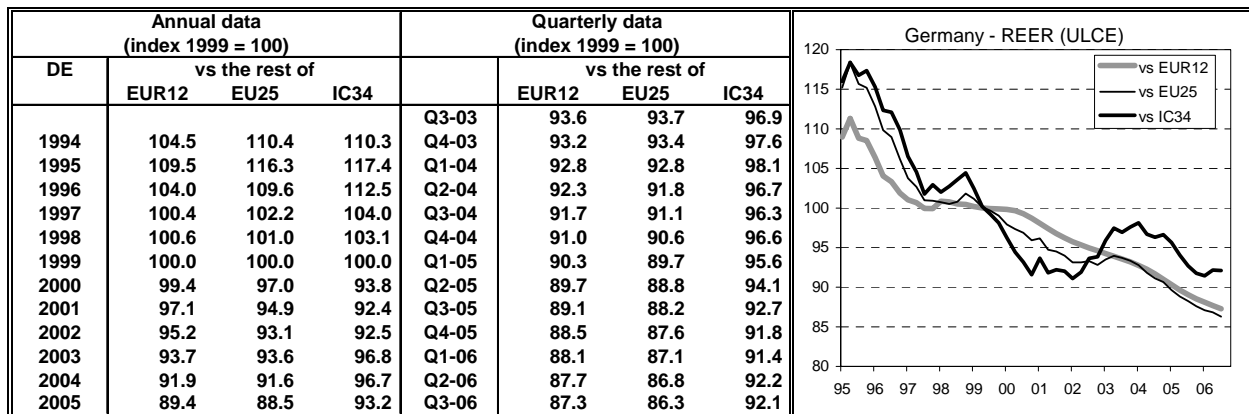 Annual data Quarterly data
(index 1999 = 100) (index 1999 = 100)
DE vs the rest of vs the rest of
EUR12 EU25 IC34 EUR12 EU25 IC34
Q3-03 93.6 93.7 96.9
1994 104.5 110.4 110.3 Q4-03 93.2 93.4 97.6
1995 109.5 116.3 117.4 Q1-04 92.8 92.8 98.1
1996 104.0 109.6 112.5 Q2-04 92.3 91.8 96.7
1997 100.4 102.2 104.0 Q3-04 91.7 91.1 96.3
1998 100.6 101.0 103.1 Q4-04 91.0 90.6 96.6
1999 100.0 100.0 100.0 Q1-05 90.3 89.7 95.6
2000 99.4 97.0 93.8 Q2-05 89.7 88.8 94.1
2001 97.1 94.9 92.4 Q3-05 89.1 88.2 92.7
2002 95.2 93.1 92.5 Q4-05 88.5 87.6 91.8
2003 93.7 93.6 96.8 Q1-06 88.1 87.1 91.4
2004 91.9 91.6 96.7 Q2-06 87.7 86.8 92.2
2005 89.4 88.5 93.2 Q3-06 87.3 86.3 92.1
Germany - REER (ULCE)
vs EUR12
vs EU25
vs IC34
120
115
110
105
100
95
90
85
80
95 96 97 98 99 00 01 02 03 04 05 06